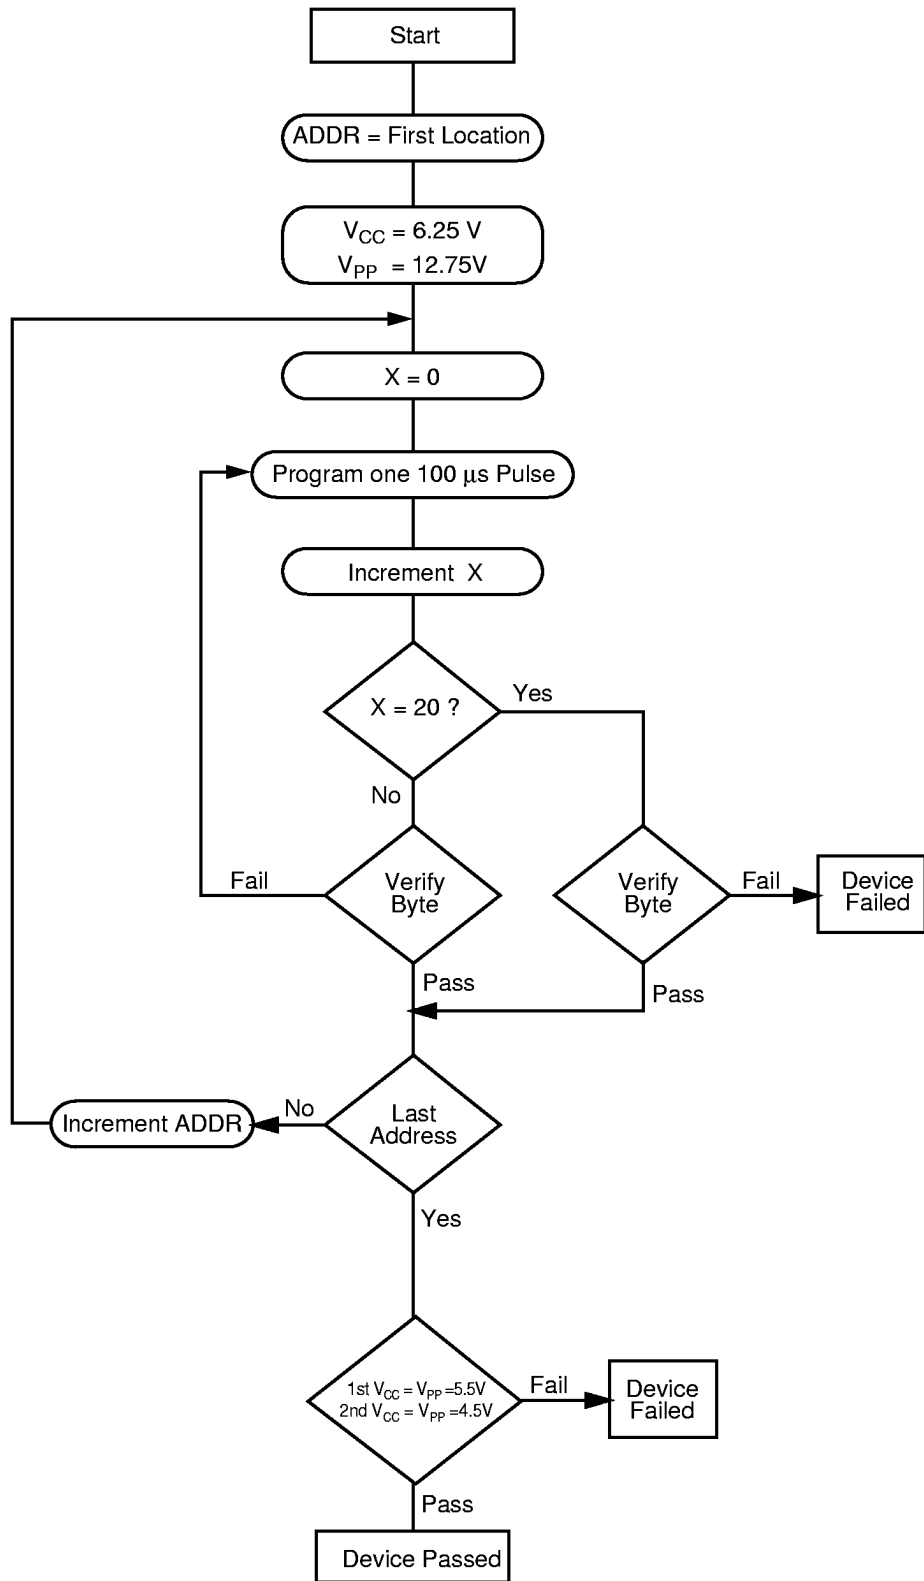 Start
ADDR = First Location
VCC = 6.25 V
VPP = 12.75V
X = 0
Program one 100 µs Pulse
Increment X
X = 20 ?
Yes
No
Fail
Verify
Byte
Verify
Byte
Fail
Device
Failed
Pass
Pass
Increment ADDR
No
Last
Address
Yes
1st VCC = VPP =5.5V
2nd VCC = VPP =4.5V
Fail
Device
Failed
Pass
Device Passed